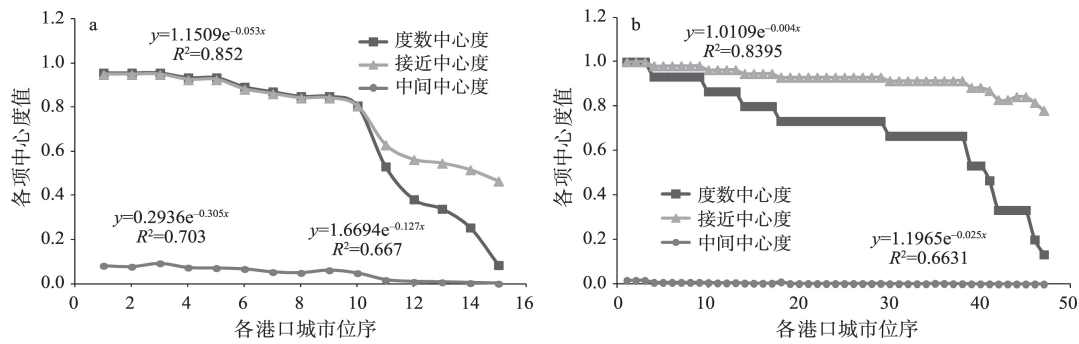 a
y=1.1509e^–0.053x
R²=0.852
度数中心度
接近中心度
中间中心度
y=0.2936e^–0.305x
R²=0.703
y=1.6694e^–0.127x
R²=0.667
各项中心度值
1.2
1.0
0.8
0.6
0.4
0.2
0.0
0 2 4 6 8 10 12 14 16
各港口城市位序
b
y=1.0109e^–0.004x
R²=0.8395
度数中心度
接近中心度
中间中心度
y=1.1965e^–0.025x
R²=0.6631
各项中心度值
1.2
1.0
0.8
0.6
0.4
0.2
0.0
0 10 20 30 40 50
各港口城市位序